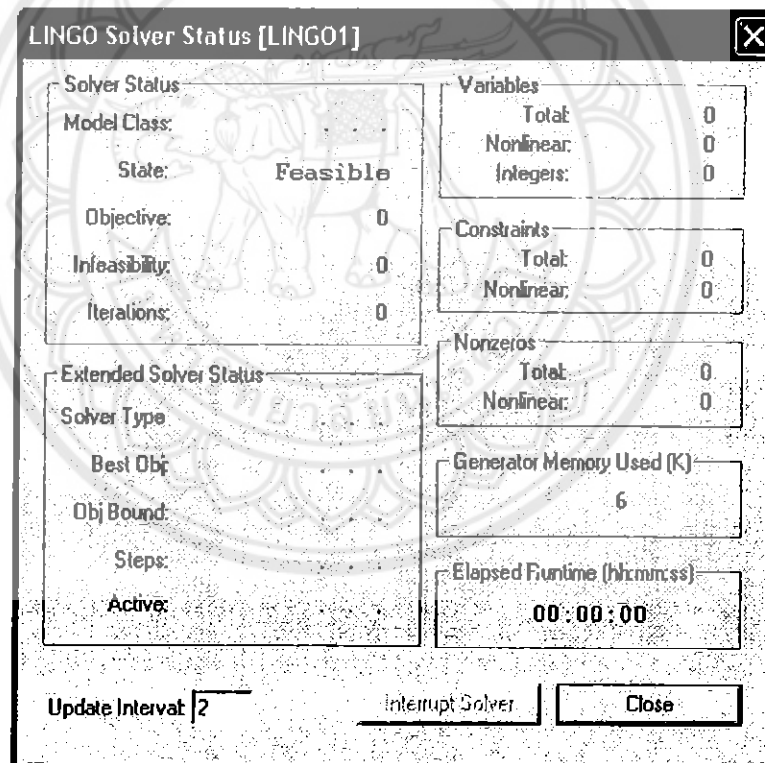 LINGO Solver Status [LINGO1]
Solver Status
Model Class: . . .
State: Feasible
Objective: 0
Infeasibility: 0
Iterations: 0
Extended Solver Status
Solver Type . . .
Best Obj: . . .
Obj Bound: . . .
Steps: . . .
Active: . . .
Variables
Total: 0
Nonlinear: 0
Integers: 0
Constraints
Total: 0
Nonlinear: 0
Nonzeros
Total: 0
Nonlinear: 0
Generator Memory Used (K)
6
Elapsed Runtime (hh:mm:ss)
00:00:00
Update Interval: 2
Interrupt Solver
Close